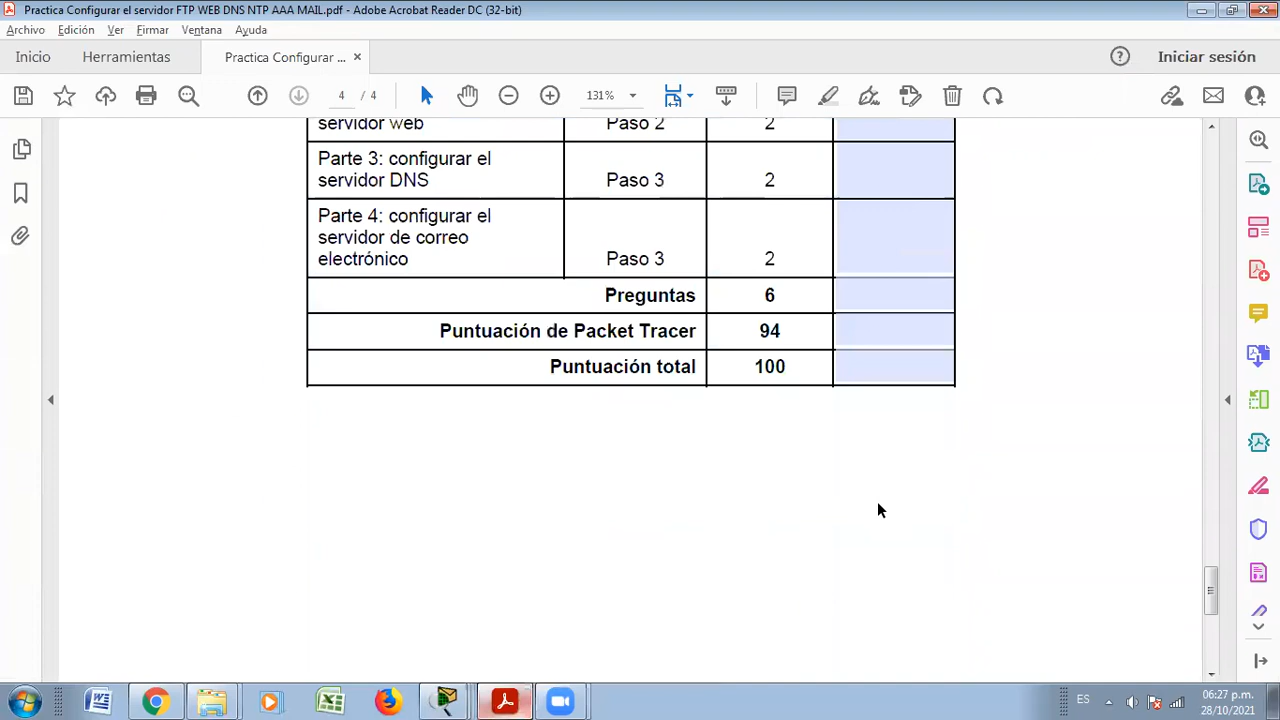 Practica Configurar el servidor FTP WEB DNS NTP AAA MAIL.pdf - Adobe Acrobat Reader DC (32-bit)
Archivo Edición Ver Firmar Ventana Ayuda
Inicio Herramientas Practica Configurar ... × Iniciar sesión
4 / 4 131%
servidor web Paso 2 2
Parte 3: configurar el
servidor DNS Paso 3 2
Parte 4: configurar el
servidor de correo
electrónico Paso 3 2
Preguntas 6
Puntuación de Packet Tracer 94
Puntuación total 100
ES 06:27 p.m.
28/10/2021